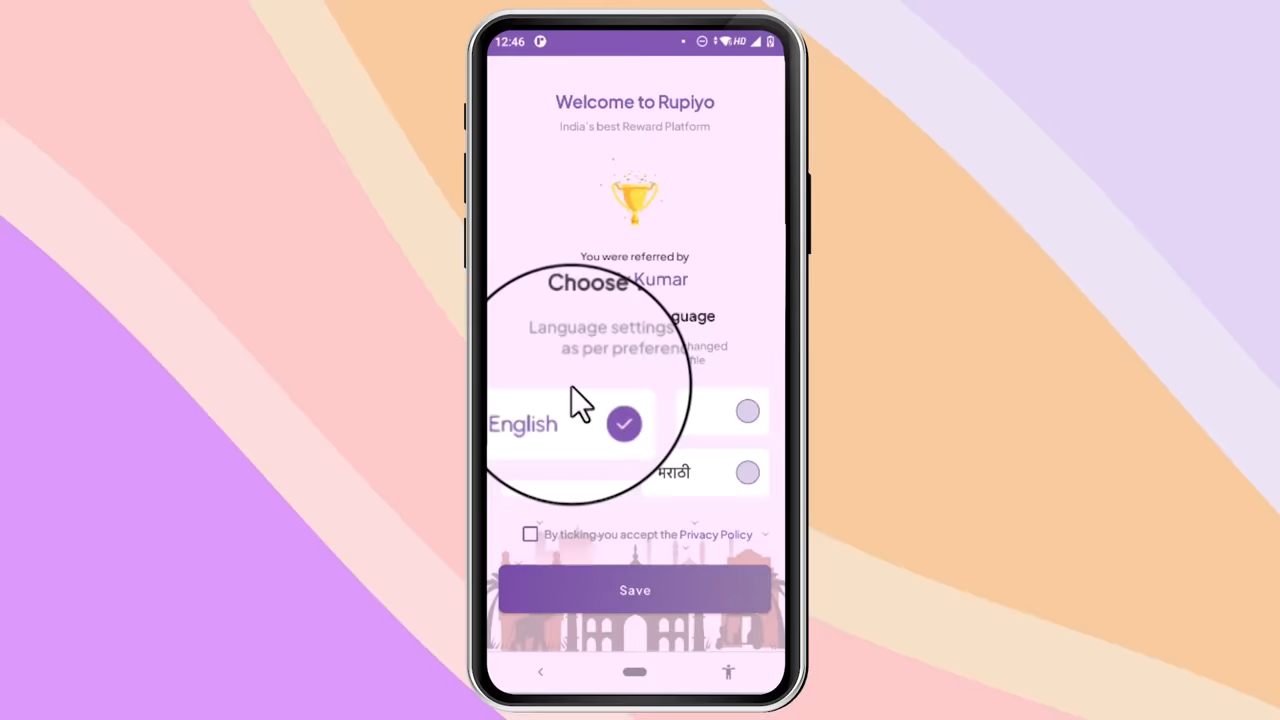 12:46
HD
Welcome to Rupiyo
India's best Reward Platform
You were referred by
Kumar
Choose
guage
Language settings
hanged
as per preferen
English
मराठी
By ticking you accept the Privacy Policy
Save